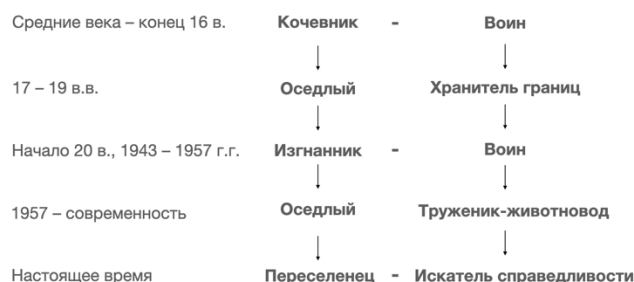 Средние века – конец 16 в. Кочевник - Воин
17 – 19 в.в. Оседлый Хранитель границ
Начало 20 в., 1943 – 1957 г.г. Изгнанник - Воин
1957 – современность Оседлый Труженик-животновод
Настоящее время Переселенец - Искатель справедливости